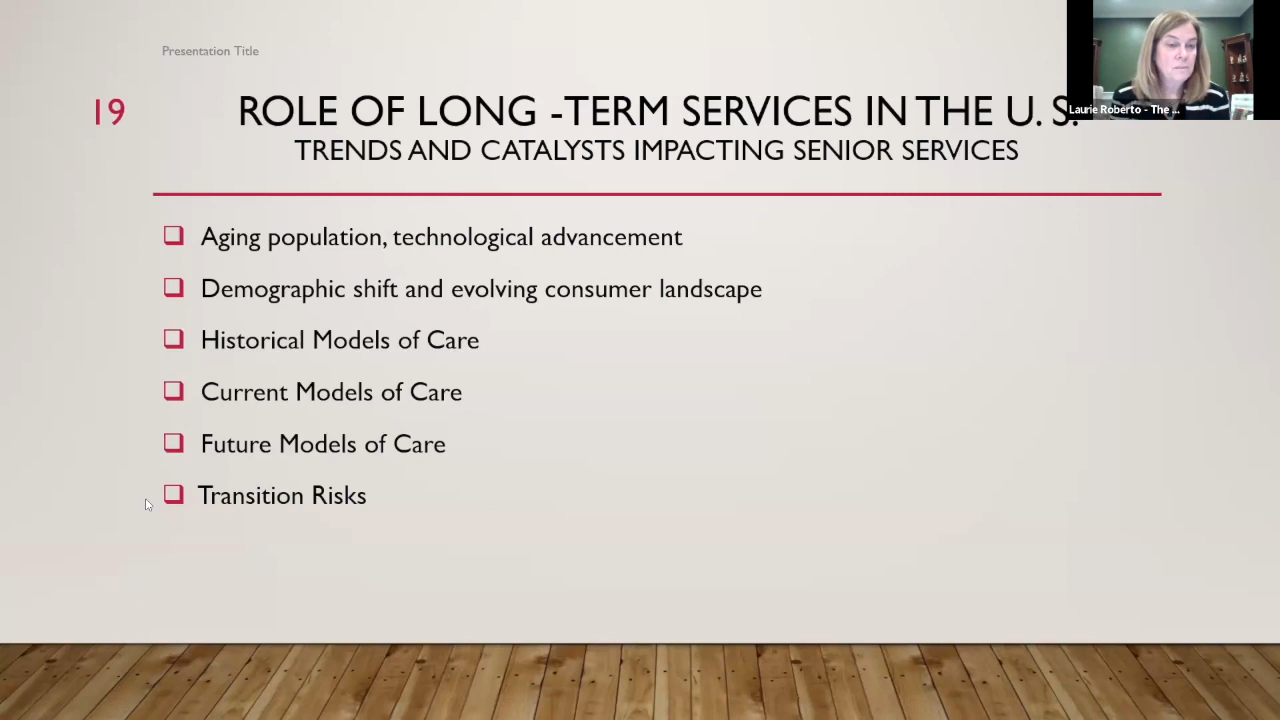 Presentation Title
19
ROLE OF LONG -TERM SERVICES IN THE U. S.
TRENDS AND CATALYSTS IMPACTING SENIOR SERVICES
Laurie Roberto - The ...
Aging population, technological advancement
Demographic shift and evolving consumer landscape
Historical Models of Care
Current Models of Care
Future Models of Care
Transition Risks